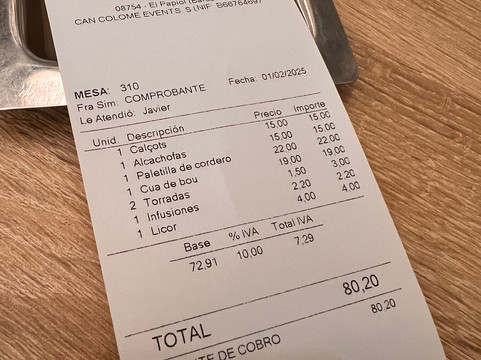 08754 - El Papiol
CAN COLOME EVENTS S.L NIF: B66764697
MESA: 310
Fra Sim: COMPROBANTE Fecha: 01/02/2025
Le Atendió: Javier
Unid. Descripción Precio Importe
1 Calçots 15,00 15,00
1 Alcachofas 15,00 15,00
1 Paletilla de cordero 22,00 22,00
1 Cua de bou 19,00 19,00
2 Torradas 1,50 3,00
1 Infusiones 2,20 2,20
1 Licor 4,00 4,00
Base % IVA Total IVA
72,91 10,00 7,29
TOTAL 80,20
DE COBRO 80,20